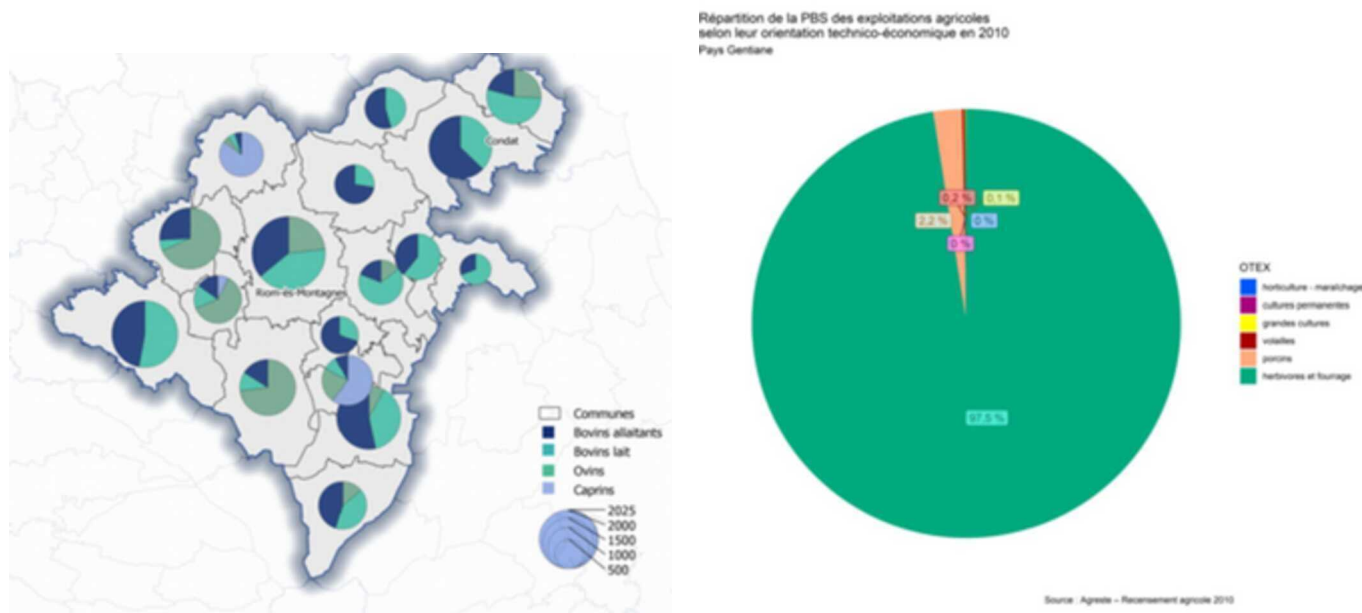 Condat
Riom-ès-Montagnes
Communes
Bovins allaitants
Bovins lait
Ovins
Caprins
2025
2000
1500
1000
500
Répartition de la PBS des exploitations agricoles
selon leur orientation technico-économique en 2010
Pays Gentiane
0,2 %
0,1 %
2,2 %
0 %
0 %
97,5 %
OTEX
horticulture - maraîchage
cultures permanentes
grandes cultures
volailles
porcins
herbivores et fourrage
Source : Agreste – Recensement agricole 2010